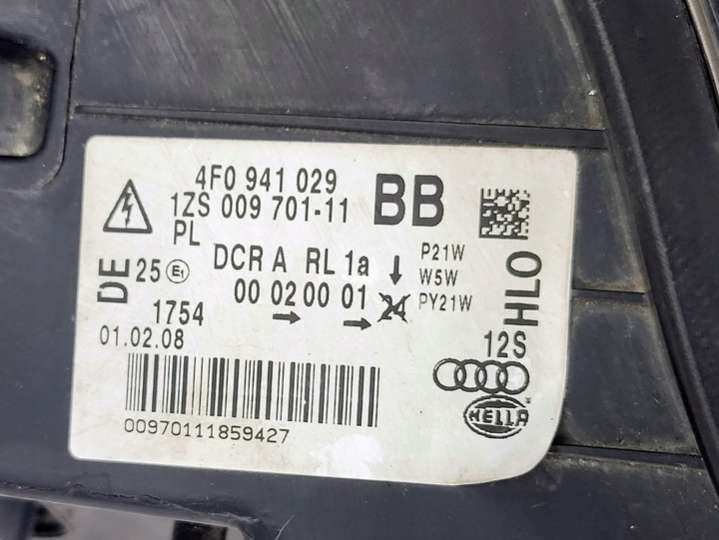 4F0 941 029 BB
1ZS 009 701-11
PL
DCR A RL 1a P21W
W5W
00 02 00 01 24 PY21W
DE 25 E1
1754
01.02.08
HLO
12S
HELLA
00970111859427